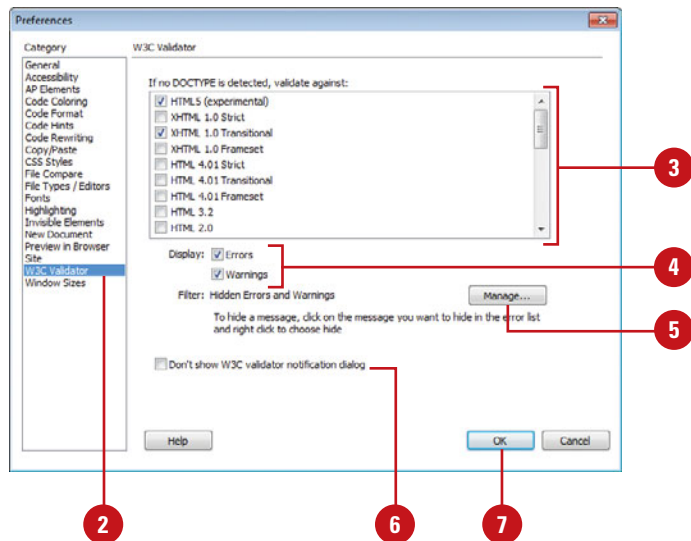 Preferences
Category
General
Accessibility
AP Elements
Code Coloring
Code Format
Code Hints
Code Rewriting
Copy/Paste
CSS Styles
File Compare
File Types / Editors
Fonts
Highlighting
Invisible Elements
New Document
Preview in Browser
Site
W3C Validator
Window Sizes
W3C Validator
If no DOCTYPE is detected, validate against:
HTML5 (experimental)
XHTML 1.0 Strict
XHTML 1.0 Transitional
XHTML 1.0 Frameset
HTML 4.01 Strict
HTML 4.01 Transitional
HTML 4.01 Frameset
HTML 3.2
HTML 2.0
3
Display: Errors
Warnings
4
Filter: Hidden Errors and Warnings
Manage...
To hide a message, click on the message you want to hide in the error list
and right click to choose hide
5
Don't show W3C validator notification dialog
Help
OK
Cancel
2
6
7